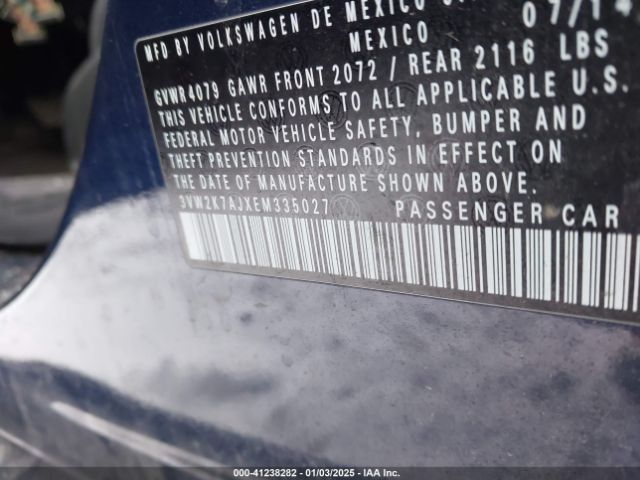 MFD BY VOLKSWAGEN DE MEXICO 07/14
MEXICO
GVWR4079 GAWR FRONT 2072 / REAR 2116 LBS
THIS VEHICLE CONFORMS TO ALL APPLICABLE U.S.
FEDERAL MOTOR VEHICLE SAFETY, BUMPER AND
THEFT PREVENTION STANDARDS IN EFFECT ON
THE DATE OF MANUFACTURE SHOWN ABOVE.
3VW2K7AJXEM335027 PASSENGER CAR
000-41238282 - 01/03/2025 - IAA Inc.